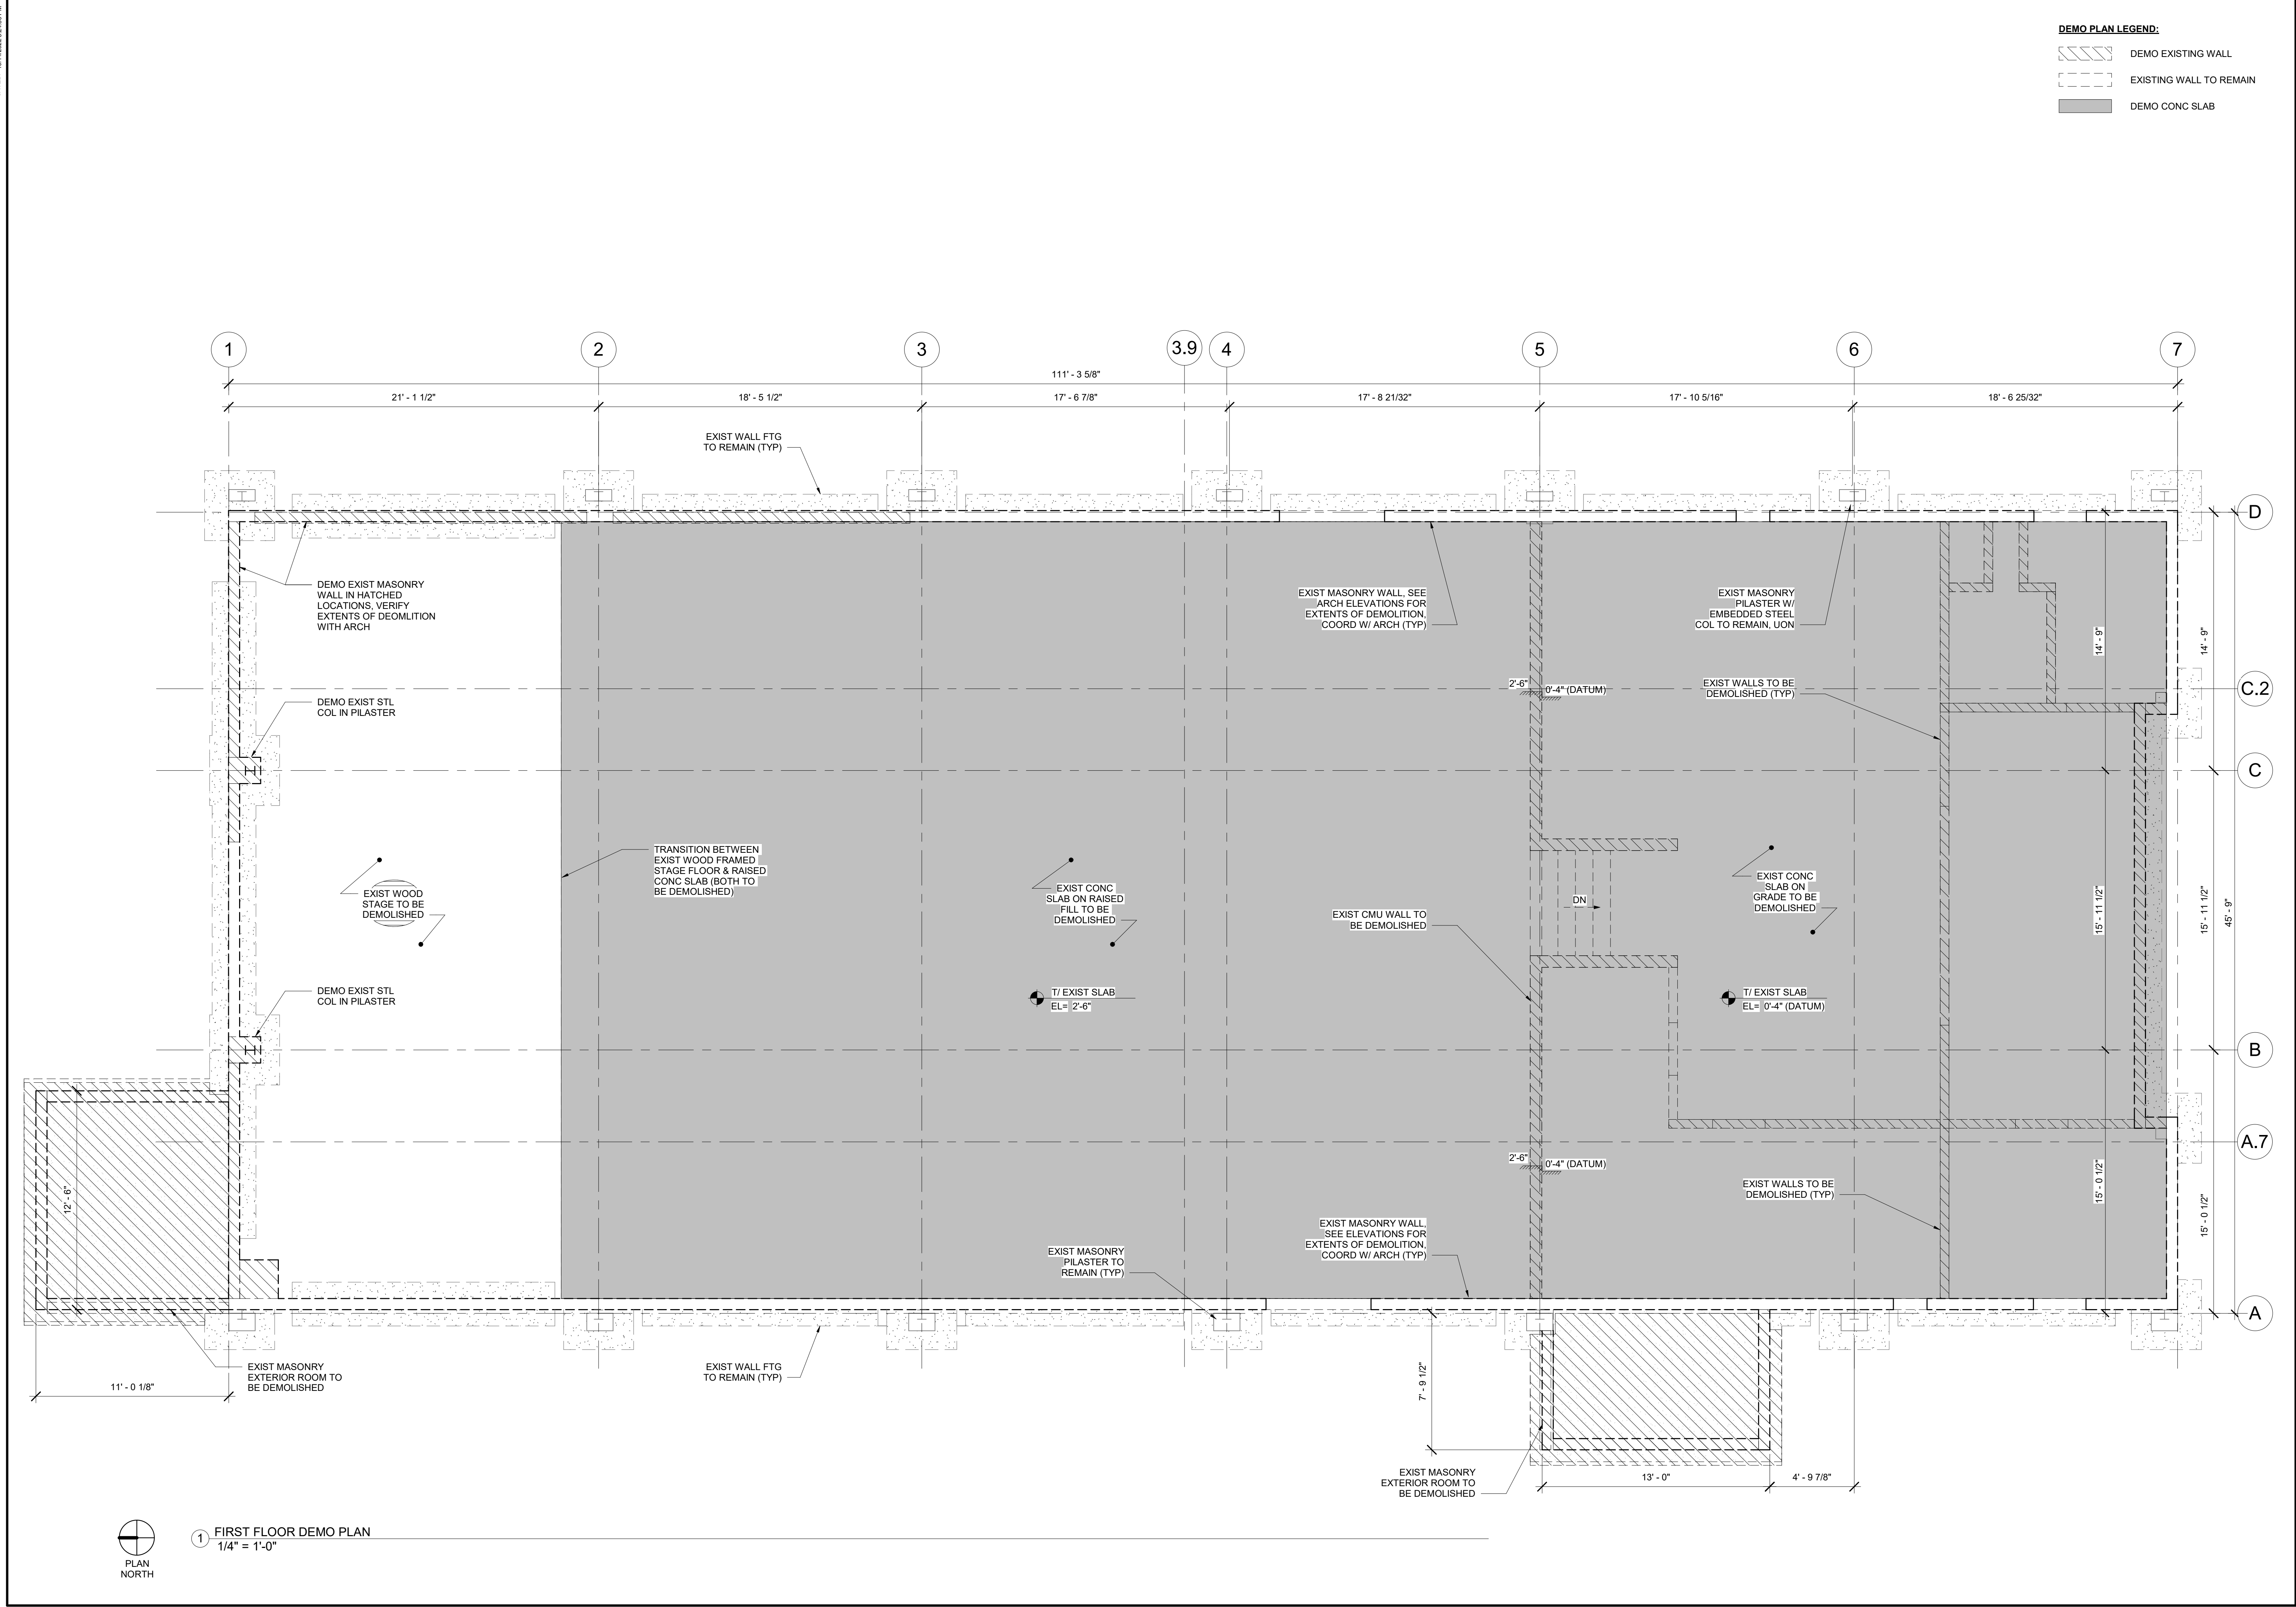 DEMO PLAN LEGEND:
DEMO EXISTING WALL
EXISTING WALL TO REMAIN
DEMO CONC SLAB
1
2
3
3.9
4
5
6
7
111' - 3 5/8"
21' - 1 1/2"
18' - 5 1/2"
17' - 6 7/8"
17' - 8 21/32"
17' - 10 5/16"
18' - 6 25/32"
EXIST WALL FTG
TO REMAIN (TYP)
D
DEMO EXIST MASONRY
WALL IN HATCHED
LOCATIONS, VERIFY
EXTENTS OF DEOMLITION
WITH ARCH
EXIST MASONRY WALL, SEE
ARCH ELEVATIONS FOR
EXTENTS OF DEMOLITION,
COORD W/ ARCH (TYP)
EXIST MASONRY
PILASTER W/
EMBEDDED STEEL
COL TO REMAIN, UON
14' - 9"
14' - 9"
2'-6"
0'-4" (DATUM)
EXIST WALLS TO BE
DEMOLISHED (TYP)
C.2
DEMO EXIST STL
COL IN PILASTER
C
TRANSITION BETWEEN
EXIST WOOD FRAMED
STAGE FLOOR & RAISED
CONC SLAB (BOTH TO
BE DEMOLISHED)
EXIST WOOD
STAGE TO BE
DEMOLISHED
EXIST CONC
SLAB ON RAISED
FILL TO BE
DEMOLISHED
EXIST CMU WALL TO
BE DEMOLISHED
DN
EXIST CONC
SLAB ON
GRADE TO BE
DEMOLISHED
15' - 11 1/2"
15' - 11 1/2"
45' - 9"
DEMO EXIST STL
COL IN PILASTER
T/ EXIST SLAB
EL= 2'-6"
T/ EXIST SLAB
EL= 0'-4" (DATUM)
B
A.7
2'-6"
0'-4" (DATUM)
12' - 6"
EXIST WALLS TO BE
DEMOLISHED (TYP)
15' - 0 1/2"
15' - 0 1/2"
EXIST MASONRY
PILASTER TO
REMAIN (TYP)
EXIST MASONRY WALL,
SEE ELEVATIONS FOR
EXTENTS OF DEMOLITION,
COORD W/ ARCH (TYP)
A
EXIST MASONRY
EXTERIOR ROOM TO
BE DEMOLISHED
11' - 0 1/8"
EXIST WALL FTG
TO REMAIN (TYP)
7' - 9 1/2"
EXIST MASONRY
EXTERIOR ROOM TO
BE DEMOLISHED
13' - 0"
4' - 9 7/8"
PLAN
NORTH
1
FIRST FLOOR DEMO PLAN
1/4" = 1'-0"